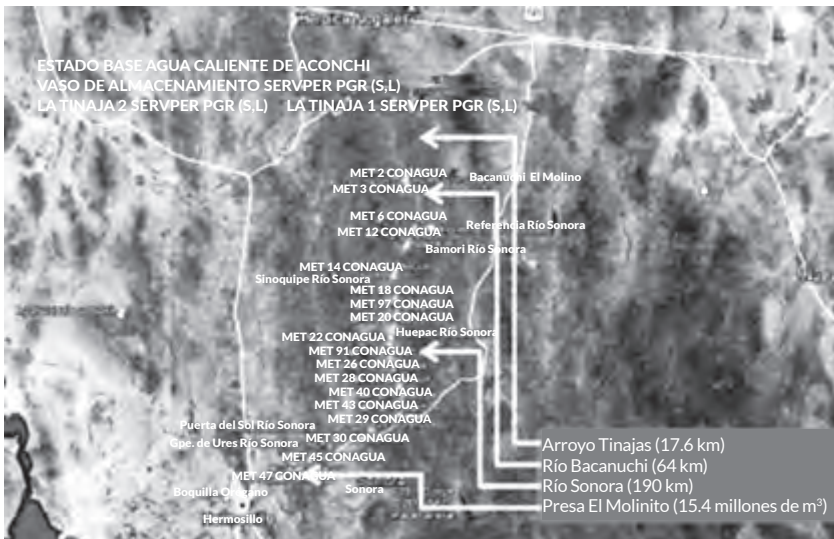 ESTADO BASE AGUA CALIENTE DE ACONCHI
VASO DE ALMACENAMIENTO SERVPER PGR (S,L)
LA TINAJA 2 SERVPER PGR (S,L) LA TINAJA 1 SERVPER PGR (S,L)
MET 2 CONAGUA
Bacanuchi El Molino
MET 3 CONAGUA
MET 6 CONAGUA
Referencia Río Sonora
MET 12 CONAGUA
Bamori Río Sonora
MET 14 CONAGUA
Sinoquipe Río Sonora
MET 18 CONAGUA
MET 97 CONAGUA
MET 20 CONAGUA
Huepac Río Sonora
MET 22 CONAGUA
MET 91 CONAGUA
MET 26 CONAGUA
MET 28 CONAGUA
MET 40 CONAGUA
MET 43 CONAGUA
MET 29 CONAGUA
Puerta del Sol Río Sonora
MET 30 CONAGUA
Gpe. de Ures Río Sonora
MET 45 CONAGUA
MET 47 CONAGUA
Boquilla Oregano
Sonora
Hermosillo
Arroyo Tinajas (17.6 km)
Río Bacanuchi (64 km)
Río Sonora (190 km)
Presa El Molinito (15.4 millones de m³)